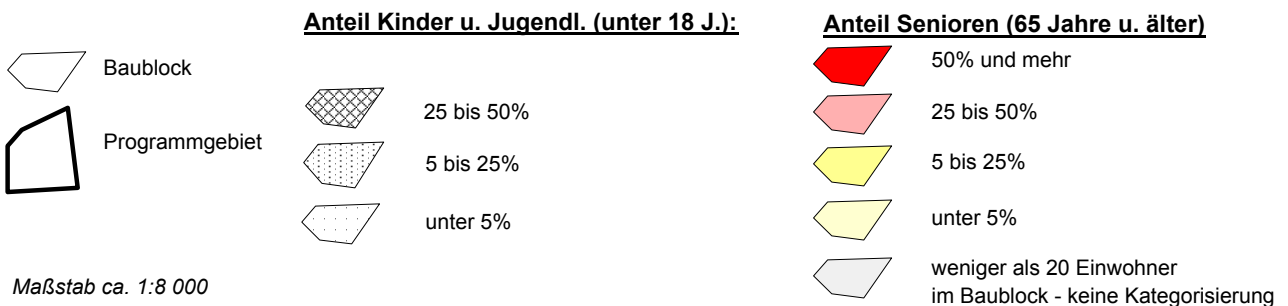 Anteil Kinder u. Jugendl. (unter 18 J.):
Anteil Senioren (65 Jahre u. älter)
Baublock
Programmgebiet
25 bis 50%
5 bis 25%
unter 5%
50% und mehr
25 bis 50%
5 bis 25%
unter 5%
weniger als 20 Einwohner
im Baublock - keine Kategorisierung
Maßstab ca. 1:8 000